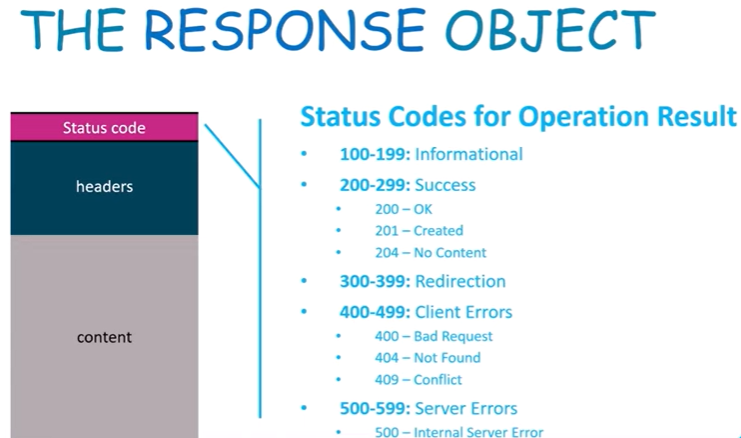 THE RESPONSE OBJECT
Status code
headers
content
Status Codes for Operation Result
• 100-199: Informational
• 200-299: Success
• 200 – OK
• 201 – Created
• 204 – No Content
• 300-399: Redirection
• 400-499: Client Errors
• 400 – Bad Request
• 404 – Not Found
• 409 – Conflict
• 500-599: Server Errors
• 500 – Internal Server Error